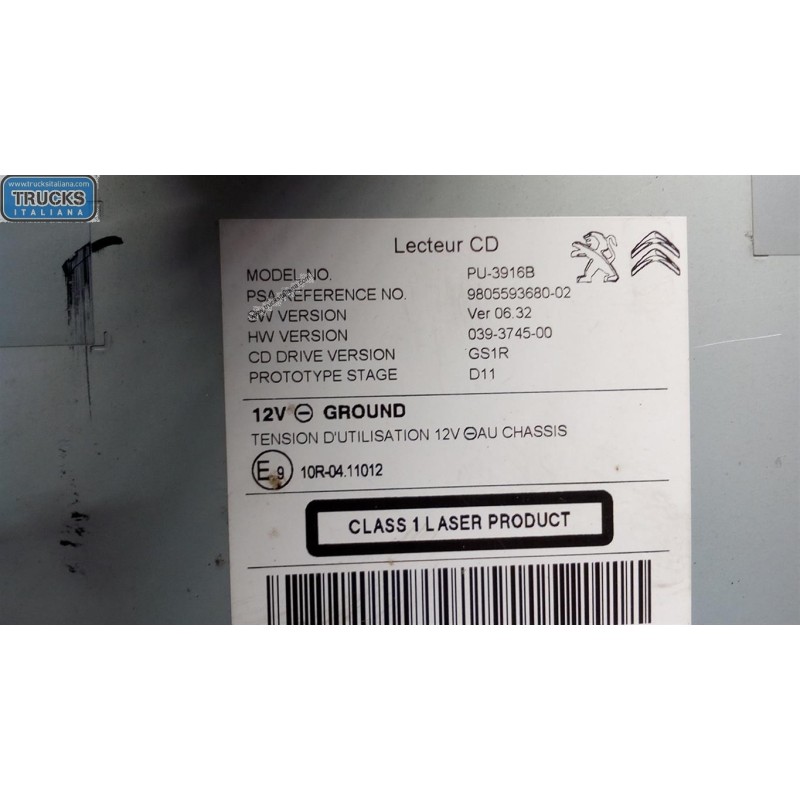 www.trucksitaliana.com
TRUCKS
ITALIANA
Lecteur CD
MODEL NO. PU-3916B
PSA REFERENCE NO. 9805593680-02
SW VERSION Ver 06.32
HW VERSION 039-3745-00
CD DRIVE VERSION GS1R
PROTOTYPE STAGE D11
12V ⊖ GROUND
TENSION D'UTILISATION 12V ⊖AU CHASSIS
E9 10R-04.11012
CLASS 1 LASER PRODUCT